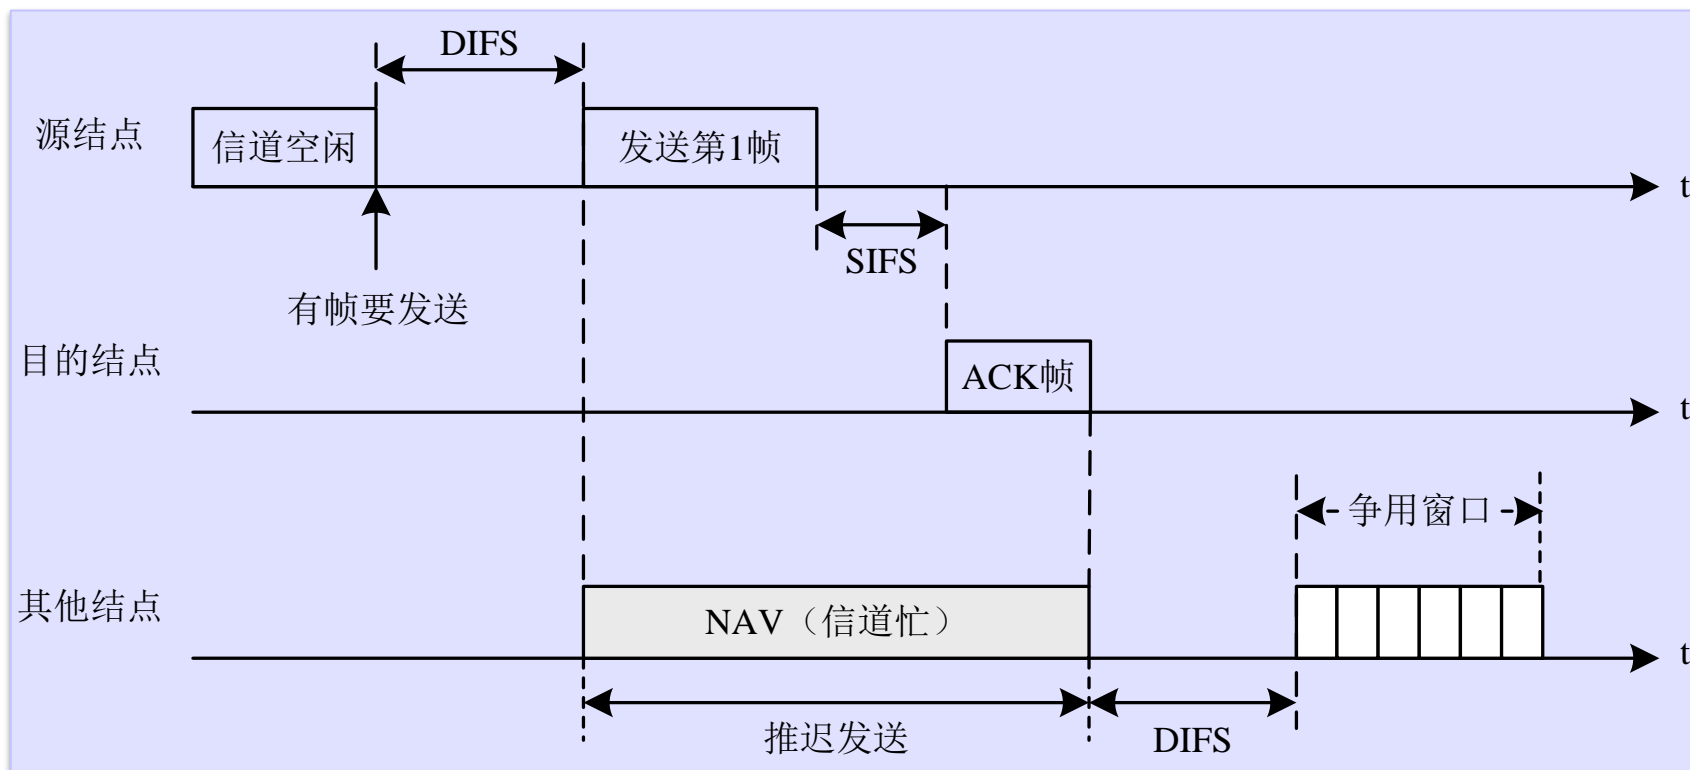 DIFS
源结点
信道空闲
发送第1帧
t
SIFS
有帧要发送
目的结点
ACK帧
t
争用窗口
其他结点
NAV（信道忙）
t
推迟发送
DIFS